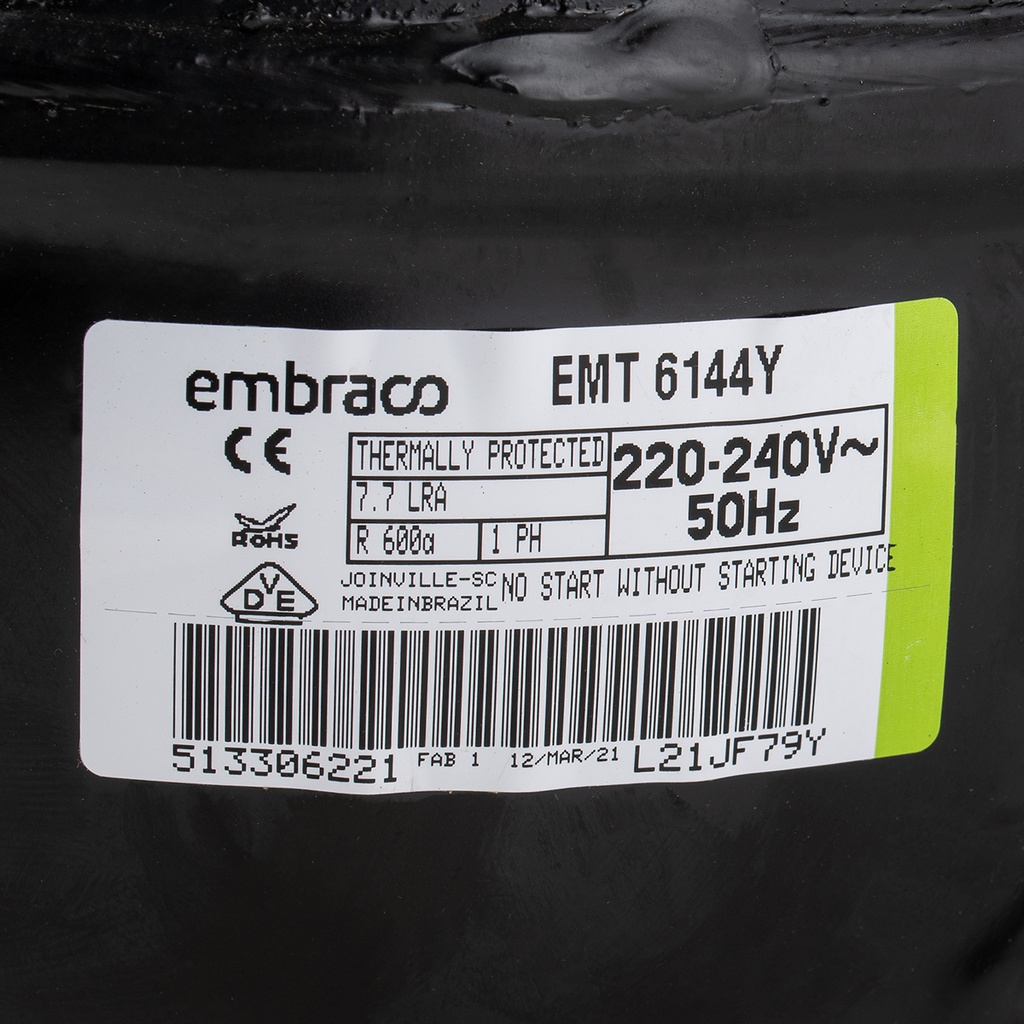 embraco EMT 6144Y
CE
THERMALLY PROTECTED
7.7 LRA
R 600a 1 PH
220-240V~
50Hz
ROHS
VDE
JOINVILLE-SC
MADEINBRAZIL
NO START WITHOUT STARTING DEVICE
513306221 FAB 1 12/MAR/21 L21JF79Y